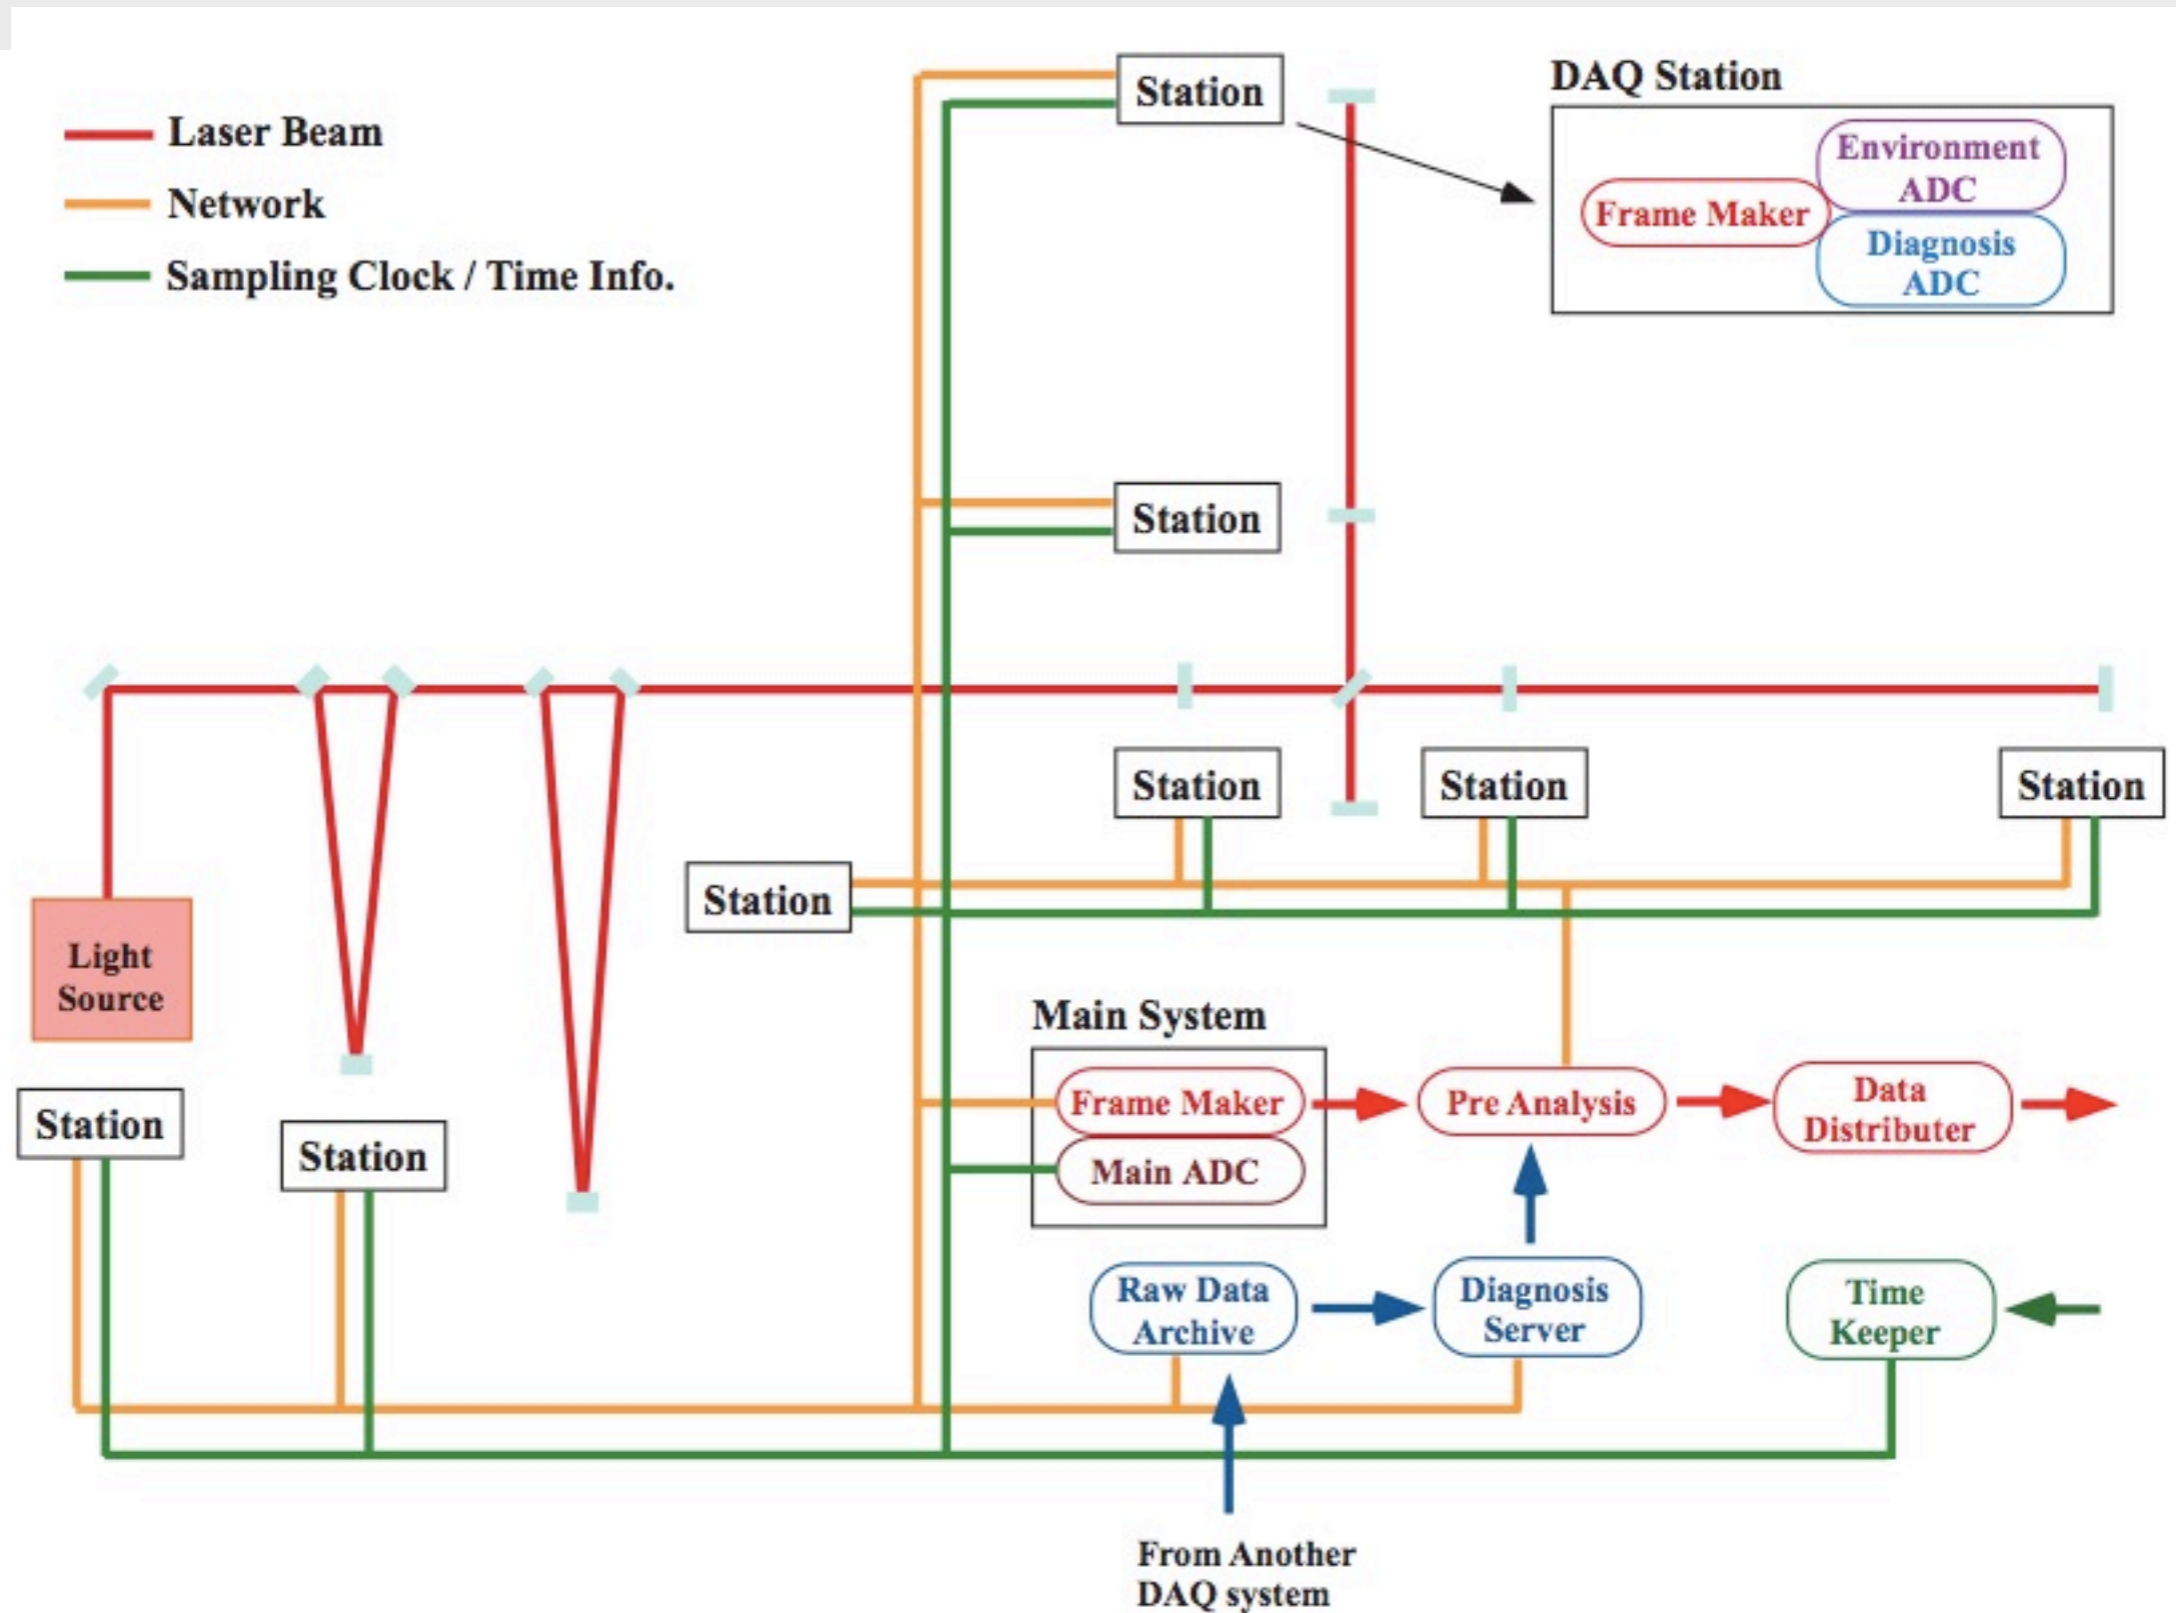 Station
DAQ Station
Laser Beam
Network
Sampling Clock / Time Info.
Environment
ADC
Frame Maker
Diagnosis
ADC
Station
Station
Station
Station
Station
Light
Source
Main System
Station
Station
Frame Maker
Main ADC
Pre Analysis
Data
Distributer
Raw Data
Archive
Diagnosis
Server
Time
Keeper
From Another
DAQ system